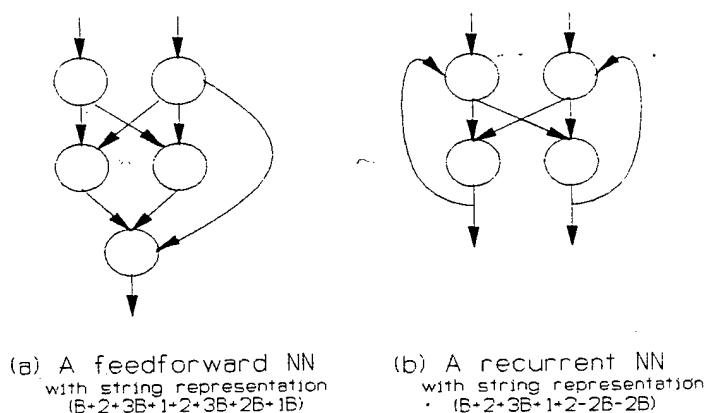 (a) A feedforward NN
with string representation
(B+2+3B+1+2+3B+2B+1B)
(b) A recurrent NN
with string representation
(B+2+3B+1+2-2B-2B)